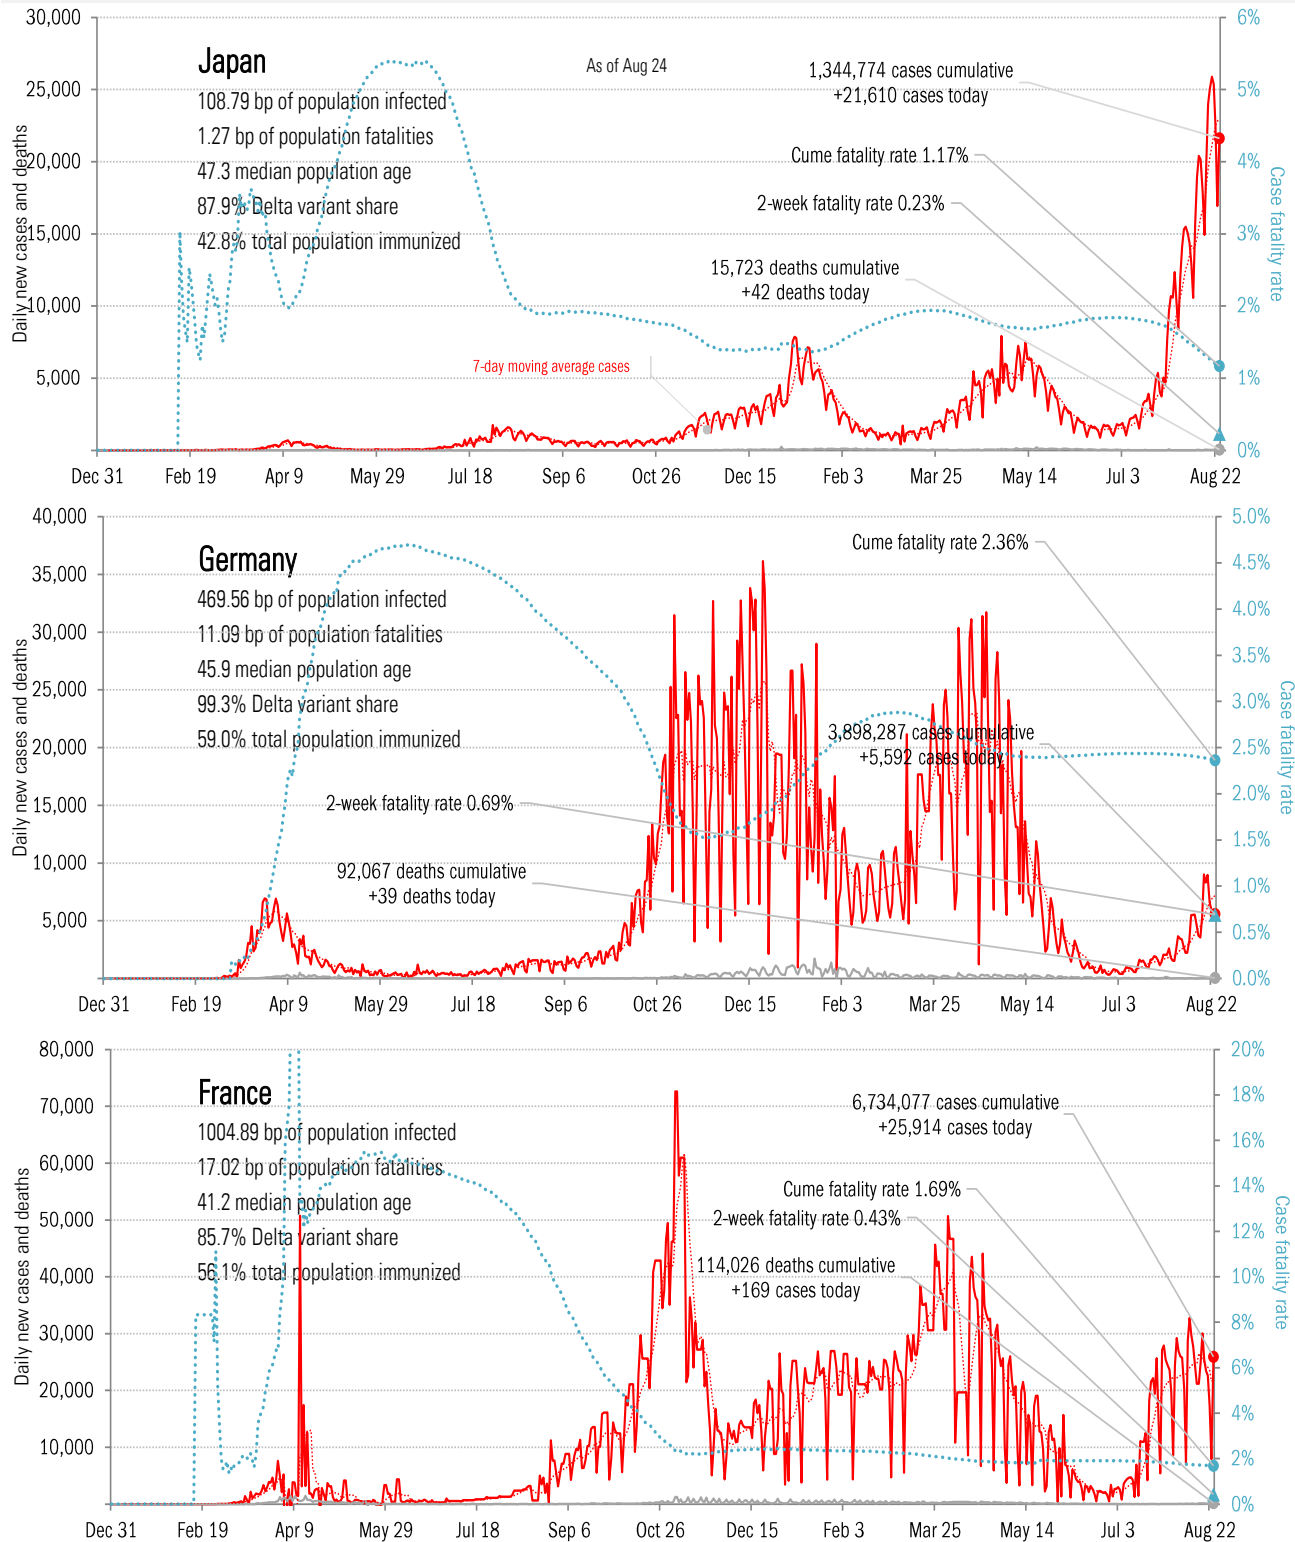 30,000
6%
Japan
As of Aug 24
1,344,774 cases cumulative
+21,610 cases today
108.79 bp of population infected
25,000
5%
1.27 bp of population fatalities
Cume fatality rate 1.17%
20,000
4%
47.3 median population age
87.9% Delta variant share
2-week fatality rate 0.23%
15,000
3%
42.8% total population immunized
15,723 deaths cumulative
+42 deaths today
10,000
2%
7-day moving average cases
5,000
1%
0%
Daily new cases and deaths
Case fatality rate
Dec 31 Feb 19 Apr 9 May 29 Jul 18 Sep 6 Oct 26 Dec 15 Feb 3 Mar 25 May 14 Jul 3 Aug 22
40,000
5.0%
Cume fatality rate 2.36%
Germany
35,000
4.5%
469.56 bp of population infected
4.0%
30,000
11.09 bp of population fatalities
3.5%
45.9 median population age
25,000
99.3% Delta variant share
3.0%
3,898,287 cases cumulative
+5,592 cases today
59.0% total population immunized
20,000
2.5%
2-week fatality rate 0.69%
15,000
2.0%
1.5%
10,000
92,067 deaths cumulative
+39 deaths today
1.0%
5,000
0.5%
0.0%
Daily new cases and deaths
Case fatality rate
Dec 31 Feb 19 Apr 9 May 29 Jul 18 Sep 6 Oct 26 Dec 15 Feb 3 Mar 25 May 14 Jul 3 Aug 22
80,000
20%
France
18%
70,000
6,734,077 cases cumulative
+25,914 cases today
1004.89 bp of population infected
16%
60,000
17.02 bp of population fatalities
14%
Cume fatality rate 1.69%
41.2 median population age
50,000
2-week fatality rate 0.43%
12%
85.7% Delta variant share
114,026 deaths cumulative
+169 cases today
56.1% total population immunized
40,000
10%
30,000
8%
6%
20,000
4%
10,000
2%
0%
Daily new cases and deaths
Case fatality rate
Dec 31 Feb 19 Apr 9 May 29 Jul 18 Sep 6 Oct 26 Dec 15 Feb 3 Mar 25 May 14 Jul 3 Aug 22